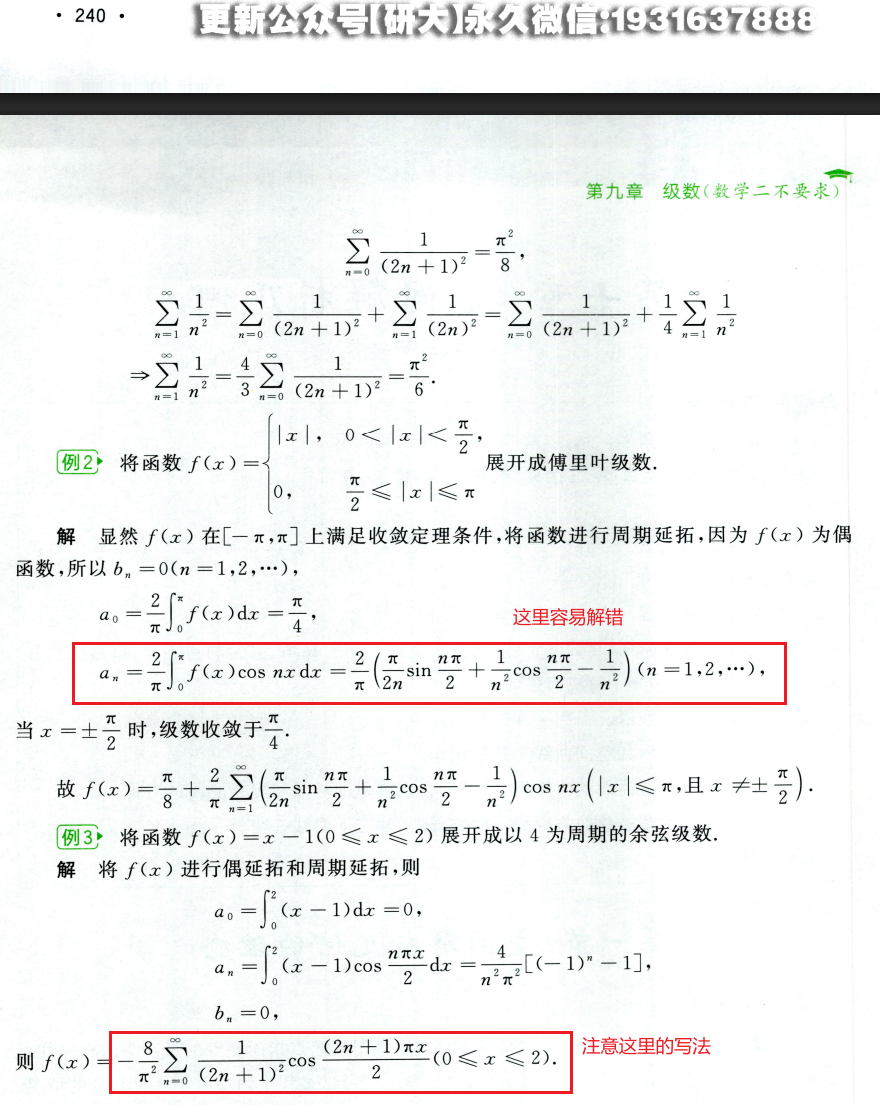 · 240 ·
更新公众号[研大]永久微信:1931637888
第九章 级数(数学二不要求)
$\sum_{n=0}^{\infty} \frac{1}{(2n+1)^2} = \frac{\pi^2}{8}$,
$\sum_{n=1}^{\infty} \frac{1}{n^2} = \sum_{n=0}^{\infty} \frac{1}{(2n+1)^2} + \sum_{n=1}^{\infty} \frac{1}{(2n)^2} = \sum_{n=0}^{\infty} \frac{1}{(2n+1)^2} + \frac{1}{4} \sum_{n=1}^{\infty} \frac{1}{n^2}$
$\Rightarrow \sum_{n=1}^{\infty} \frac{1}{n^2} = \frac{4}{3} \sum_{n=0}^{\infty} \frac{1}{(2n+1)^2} = \frac{\pi^2}{6}$.
例2 将函数 $f(x) = \begin{cases} |x|, & 0 < |x| < \frac{\pi}{2}, \\ 0, & \frac{\pi}{2} \leqslant |x| \leqslant \pi \end{cases}$ 展开成傅里叶级数.
解 显然 f(x) 在[-π,π] 上满足收敛定理条件,将函数进行周期延拓,因为 f(x) 为偶
函数,所以 $b_n = 0 (n = 1,2,\cdots)$,
$a_0 = \frac{2}{\pi} \int_0^{\pi} f(x) dx = \frac{\pi}{4}$,
这里容易解错
$a_n = \frac{2}{\pi} \int_0^{\pi} f(x) \cos nx dx = \frac{2}{\pi} \left( \frac{\pi}{2n} \sin \frac{n\pi}{2} + \frac{1}{n^2} \cos \frac{n\pi}{2} - \frac{1}{n^2} \right) (n = 1,2,\cdots)$,
当 $x = \pm \frac{\pi}{2}$ 时,级数收敛于 $\frac{\pi}{4}$.
故 $f(x) = \frac{\pi}{8} + \frac{2}{\pi} \sum_{n=1}^{\infty} \left( \frac{\pi}{2n} \sin \frac{n\pi}{2} + \frac{1}{n^2} \cos \frac{n\pi}{2} - \frac{1}{n^2} \right) \cos nx \left( |x| \leqslant \pi, 且 x \neq \pm \frac{\pi}{2} \right)$.
例3 将函数 f(x) = x - 1(0 ⩽ x ⩽ 2) 展开成以 4 为周期的余弦级数.
解 将 f(x) 进行偶延拓和周期延拓,则
$a_0 = \int_0^2 (x - 1) dx = 0$,
$a_n = \int_0^2 (x - 1) \cos \frac{n\pi x}{2} dx = \frac{4}{n^2 \pi^2} [(-1)^n - 1]$,
$b_n = 0$,
则 $f(x) = -\frac{8}{\pi^2} \sum_{n=0}^{\infty} \frac{1}{(2n+1)^2} \cos \frac{(2n+1)\pi x}{2} (0 \leqslant x \leqslant 2)$.
注意这里的写法